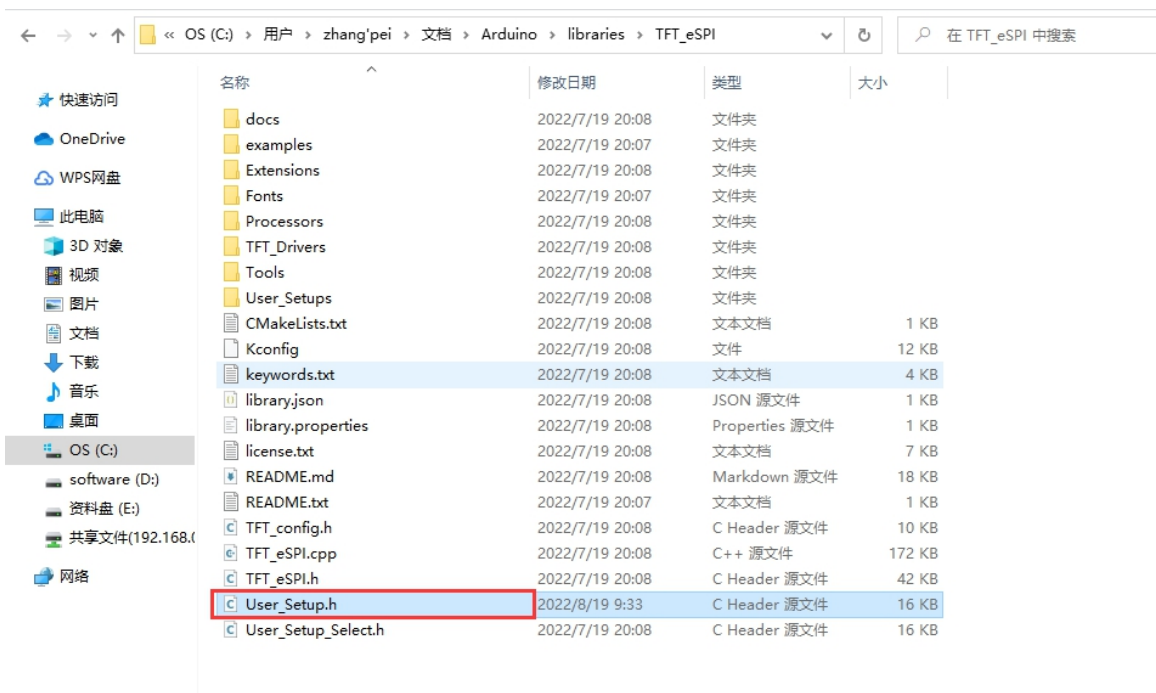 « OS (C:) › 用户 › zhang'pei › 文档 › Arduino › libraries › TFT_eSPI
在 TFT_eSPI 中搜索
快速访问
OneDrive
WPS网盘
此电脑
3D 对象
视频
图片
文档
下载
音乐
桌面
OS (C:)
software (D:)
资料盘 (E:)
共享文件(192.168.(
网络
名称 修改日期 类型 大小
docs 2022/7/19 20:08 文件夹
examples 2022/7/19 20:07 文件夹
Extensions 2022/7/19 20:08 文件夹
Fonts 2022/7/19 20:07 文件夹
Processors 2022/7/19 20:08 文件夹
TFT_Drivers 2022/7/19 20:08 文件夹
Tools 2022/7/19 20:08 文件夹
User_Setups 2022/7/19 20:08 文件夹
CMakeLists.txt 2022/7/19 20:08 文本文档 1 KB
Kconfig 2022/7/19 20:08 文件 12 KB
keywords.txt 2022/7/19 20:08 文本文档 4 KB
library.json 2022/7/19 20:08 JSON 源文件 1 KB
library.properties 2022/7/19 20:08 Properties 源文件 1 KB
license.txt 2022/7/19 20:08 文本文档 7 KB
README.md 2022/7/19 20:08 Markdown 源文件 18 KB
README.txt 2022/7/19 20:07 文本文档 1 KB
TFT_config.h 2022/7/19 20:08 C Header 源文件 10 KB
TFT_eSPI.cpp 2022/7/19 20:08 C++ 源文件 172 KB
TFT_eSPI.h 2022/7/19 20:08 C Header 源文件 42 KB
User_Setup.h 2022/8/19 9:33 C Header 源文件 16 KB
User_Setup_Select.h 2022/7/19 20:08 C Header 源文件 16 KB